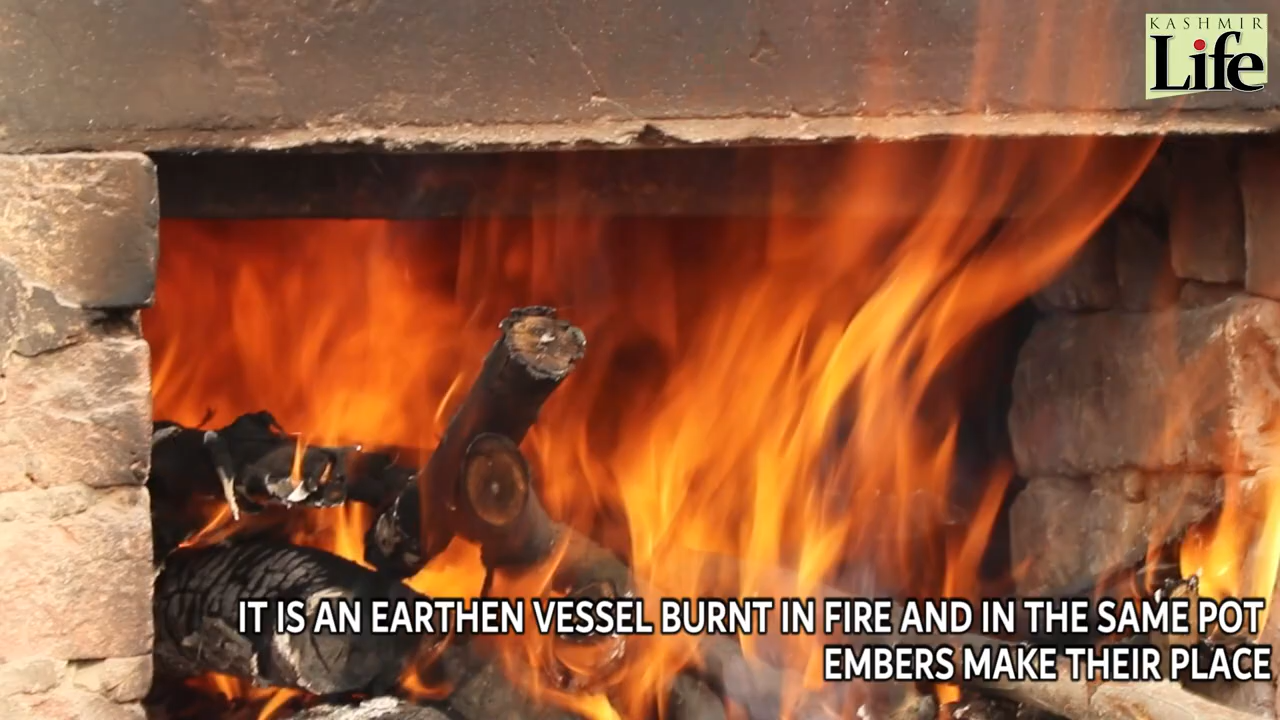 KASHMIR
Life
IT IS AN EARTHEN VESSEL BURNT IN FIRE AND IN THE SAME POT
EMBERS MAKE THEIR PLACE